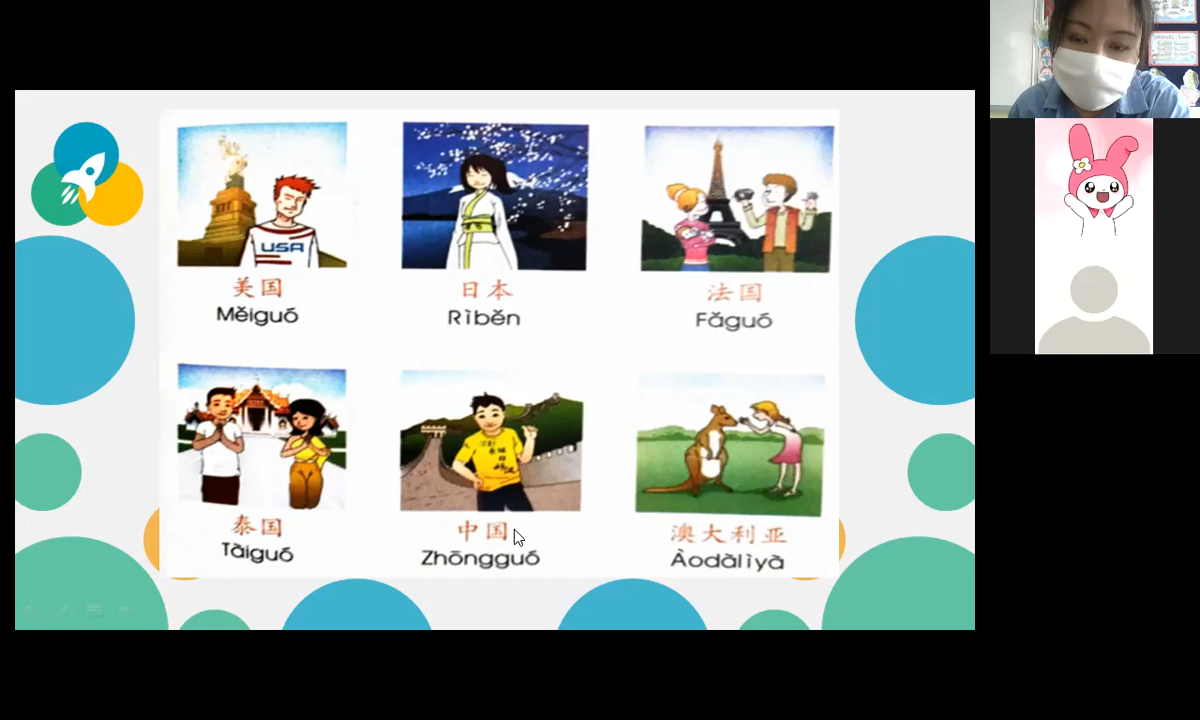 USA
美国
Měiguó
日本
Rìběn
法国
Fǎguó
泰国
Tàiguó
中国
Zhōngguó
澳大利亚
Àodàlìyà